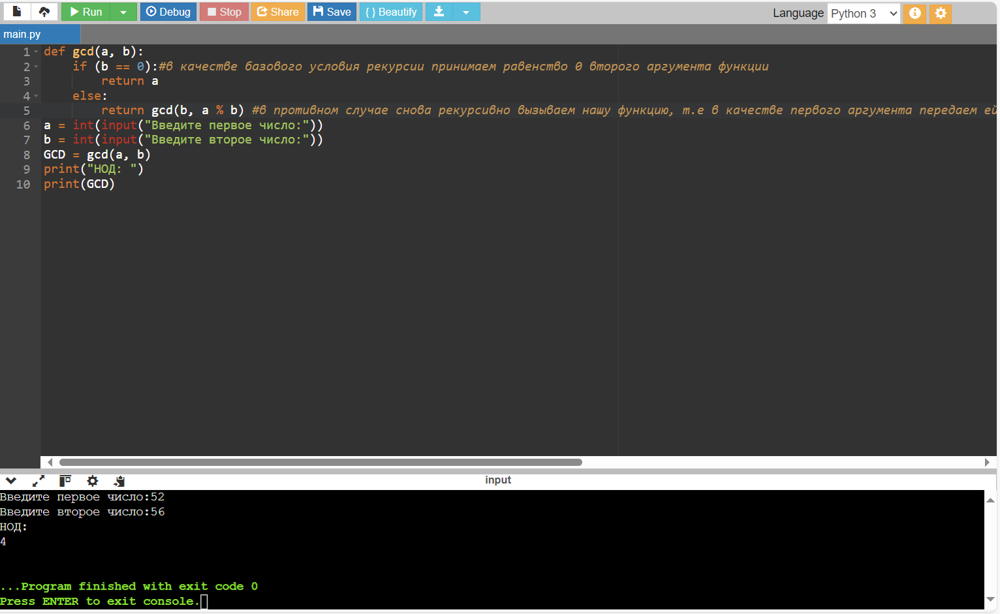 Run Debug Stop Share Save { } Beautify Language Python 3
main.py
1 def gcd(a, b):
2 if (b == 0):#в качестве базового условия рекурсии принимаем равенство 0 второго аргумента функции
3 return a
4 else:
5 return gcd(b, a % b) #в противном случае снова рекурсивно вызываем нашу функцию, т.е в качестве первого аргумента передаем ей
6 a = int(input("Введите первое число:"))
7 b = int(input("Введите второе число:"))
8 GCD = gcd(a, b)
9 print("НОД: ")
10 print(GCD)
input
Введите первое число:52
Введите второе число:56
НОД:
4
...Program finished with exit code 0
Press ENTER to exit console.